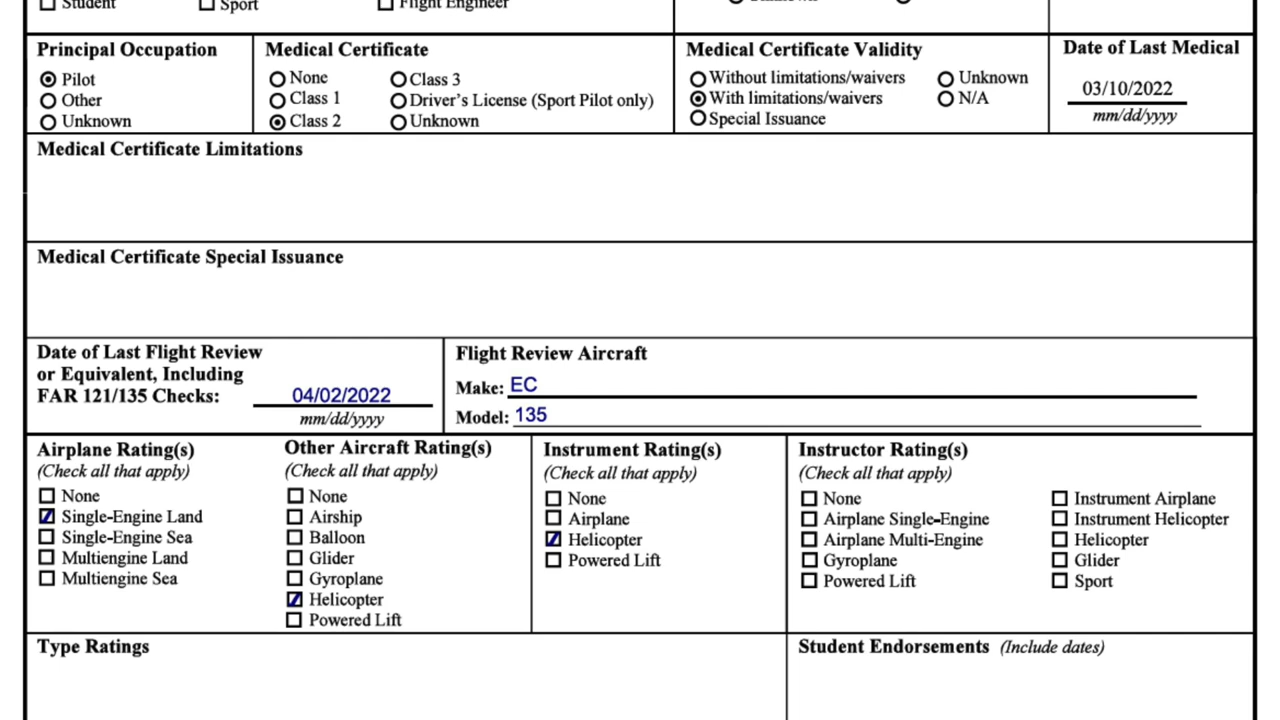 Student Sport Flight Engineer
Principal Occupation
Pilot
Other
Unknown
Medical Certificate
None
Class 1
Class 2
Class 3
Driver's License (Sport Pilot only)
Unknown
Medical Certificate Validity
Without limitations/waivers
With limitations/waivers
Special Issuance
Unknown
N/A
Date of Last Medical
03/10/2022
mm/dd/yyyy
Medical Certificate Limitations
Medical Certificate Special Issuance
Date of Last Flight Review
or Equivalent, Including
FAR 121/135 Checks: 04/02/2022
mm/dd/yyyy
Flight Review Aircraft
Make: EC
Model: 135
Airplane Rating(s)
(Check all that apply)
None
Single-Engine Land
Single-Engine Sea
Multiengine Land
Multiengine Sea
Other Aircraft Rating(s)
(Check all that apply)
None
Airship
Balloon
Glider
Gyroplane
Helicopter
Powered Lift
Instrument Rating(s)
(Check all that apply)
None
Airplane
Helicopter
Powered Lift
Instructor Rating(s)
(Check all that apply)
None
Airplane Single-Engine
Airplane Multi-Engine
Gyroplane
Powered Lift
Instrument Airplane
Instrument Helicopter
Helicopter
Glider
Sport
Type Ratings
Student Endorsements (Include dates)